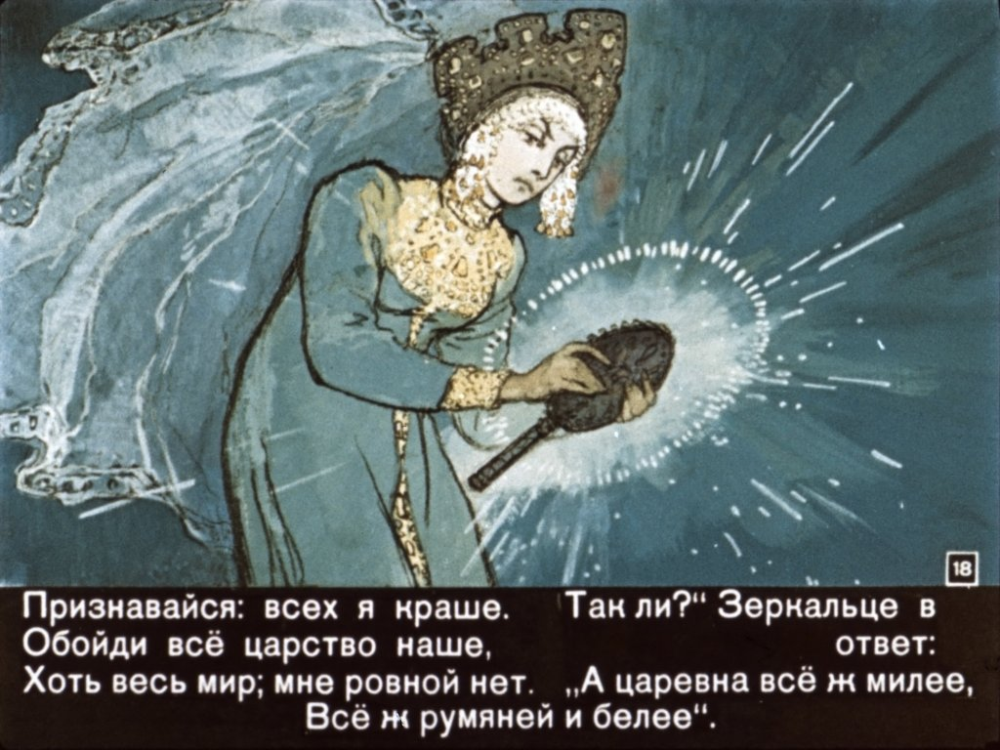 18
Признавайся: всех я краше.
Обойди всё царство наше,
Хоть весь мир; мне ровной нет.
Так ли?“ Зеркальце в
ответ:
„А царевна всё ж милее,
Всё ж румяней и белее“.